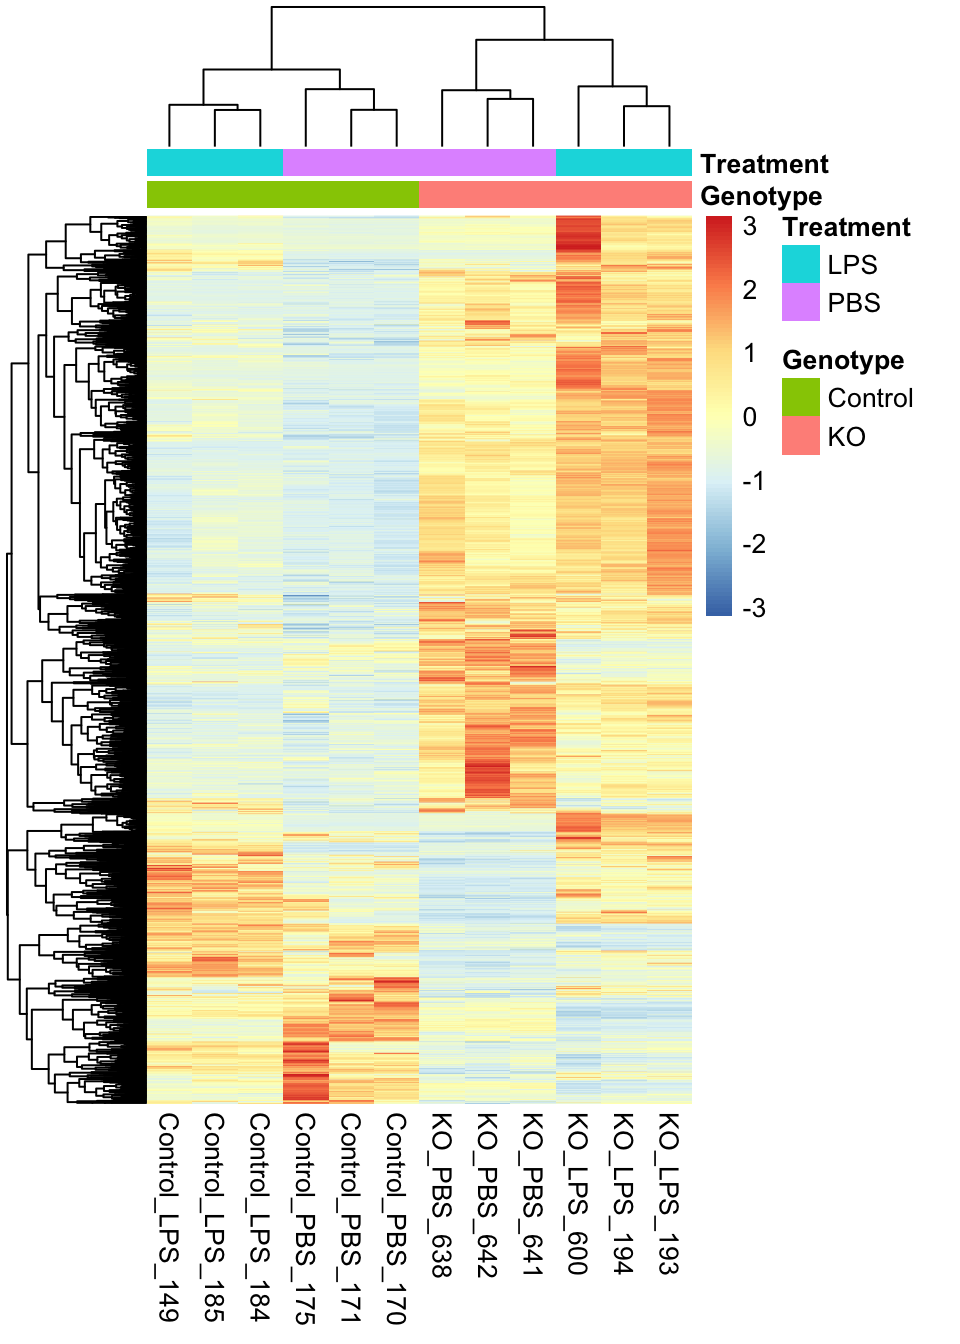 Treatment
Genotype
3
2
1
0
-1
-2
-3
Treatment
LPS
PBS
Genotype
Control
KO
Control_LPS_149
Control_LPS_185
Control_LPS_184
Control_PBS_175
Control_PBS_171
Control_PBS_170
KO_PBS_638
KO_PBS_642
KO_PBS_641
KO_LPS_600
KO_LPS_194
KO_LPS_193